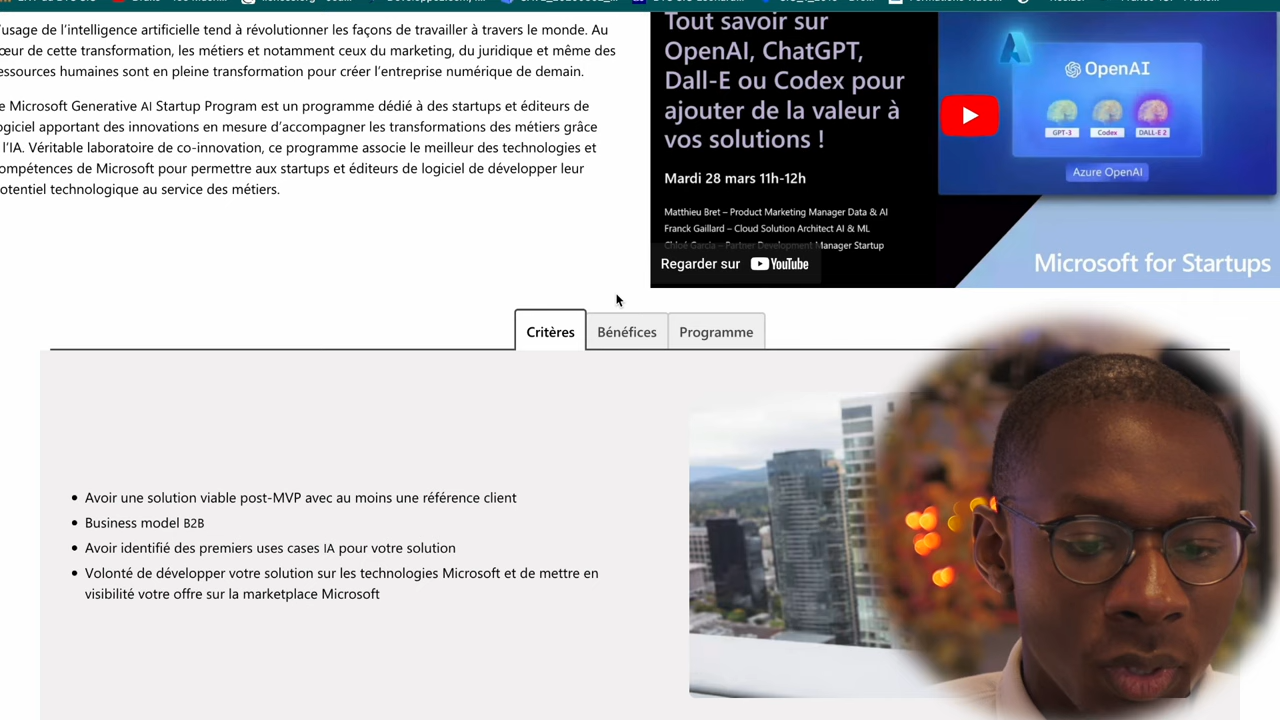 'usage de l'intelligence artificielle tend à révolutionner les façons de travailler à travers le monde. Au
œur de cette transformation, les métiers et notamment ceux du marketing, du juridique et même des
essources humaines sont en pleine transformation pour créer l'entreprise numérique de demain.
e Microsoft Generative AI Startup Program est un programme dédié à des startups et éditeurs de
ogiciel apportant des innovations en mesure d'accompagner les transformations des métiers grâce
l'IA. Véritable laboratoire de co-innovation, ce programme associe le meilleur des technologies et
ompétences de Microsoft pour permettre aux startups et éditeurs de logiciel de développer leur
otentiel technologique au service des métiers.
Tout savoir sur
OpenAI, ChatGPT,
Dall-E ou Codex pour
ajouter de la valeur à
vos solutions !
Mardi 28 mars 11h-12h
Matthieu Bret – Product Marketing Manager Data & AI
Franck Gaillard – Cloud Solution Architect AI & ML
Chloé Garcia – Partner Development Manager Startup
Regarder sur YouTube
OpenAI
GPT-3 Codex DALL-E 2
Azure OpenAI
Microsoft for Startups
Critères Bénéfices Programme
Avoir une solution viable post-MVP avec au moins une référence client
Business model B2B
Avoir identifié des premiers uses cases IA pour votre solution
Volonté de développer votre solution sur les technologies Microsoft et de mettre en
visibilité votre offre sur la marketplace Microsoft